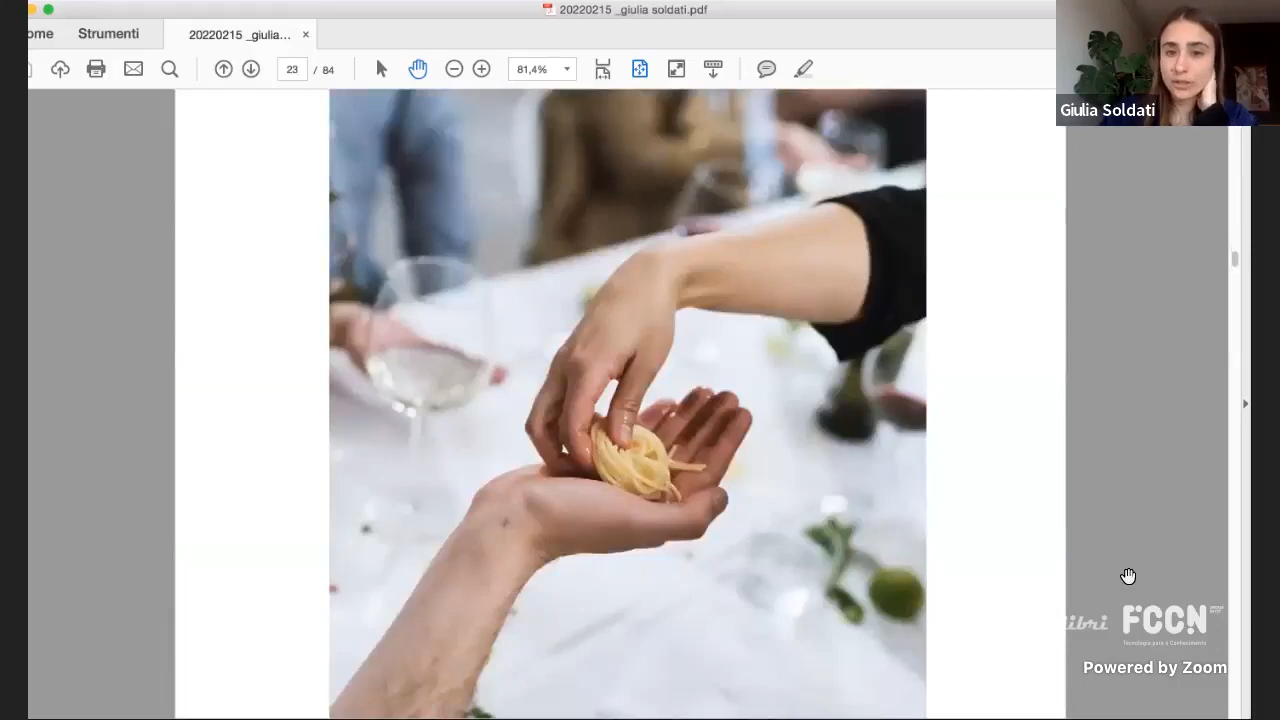 20220215 _giulia soldati.pdf
ome
Strumenti
20220215 _giulia...
23 / 84
81,4%
Giulia Soldati
libri
FCCN
Tecnologia para o Conhecimento
Powered by Zoom